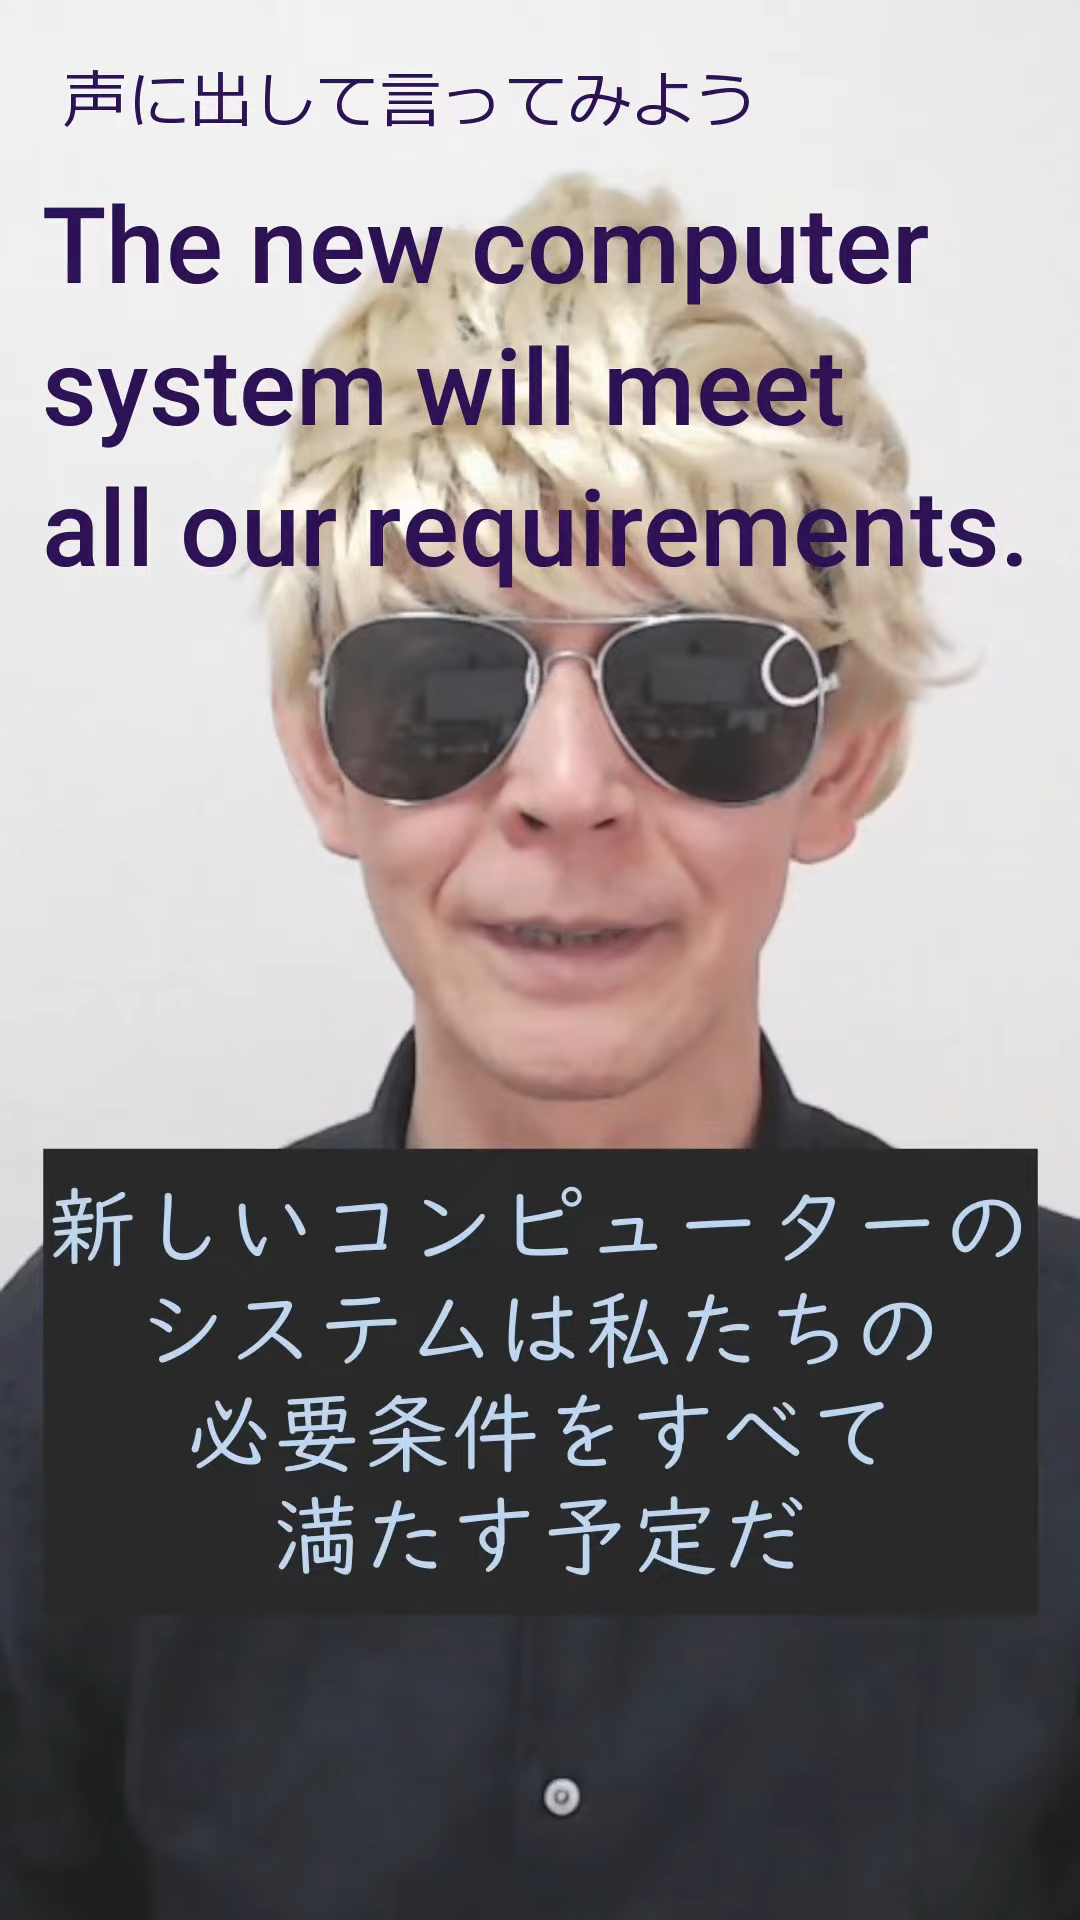 声に出して言ってみよう
The new computer
system will meet
all our requirements.
新しいコンピューターの
システムは私たちの
必要条件をすべて
満たす予定だ